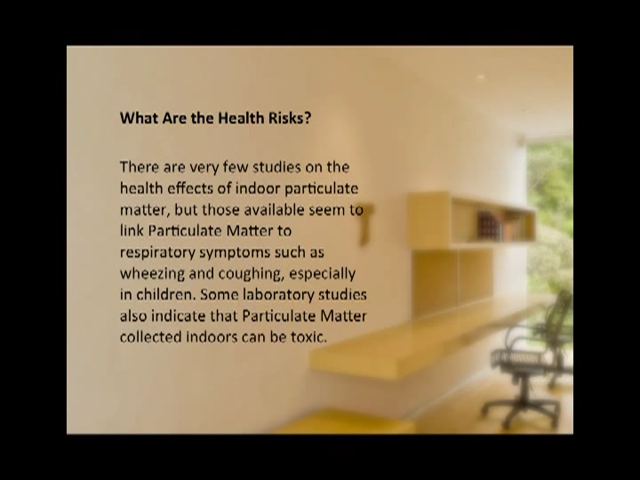 What Are the Health Risks?
There are very few studies on the
health effects of indoor particulate
matter, but those available seem to
link Particulate Matter to
respiratory symptoms such as
wheezing and coughing, especially
in children. Some laboratory studies
also indicate that Particulate Matter
collected indoors can be toxic.